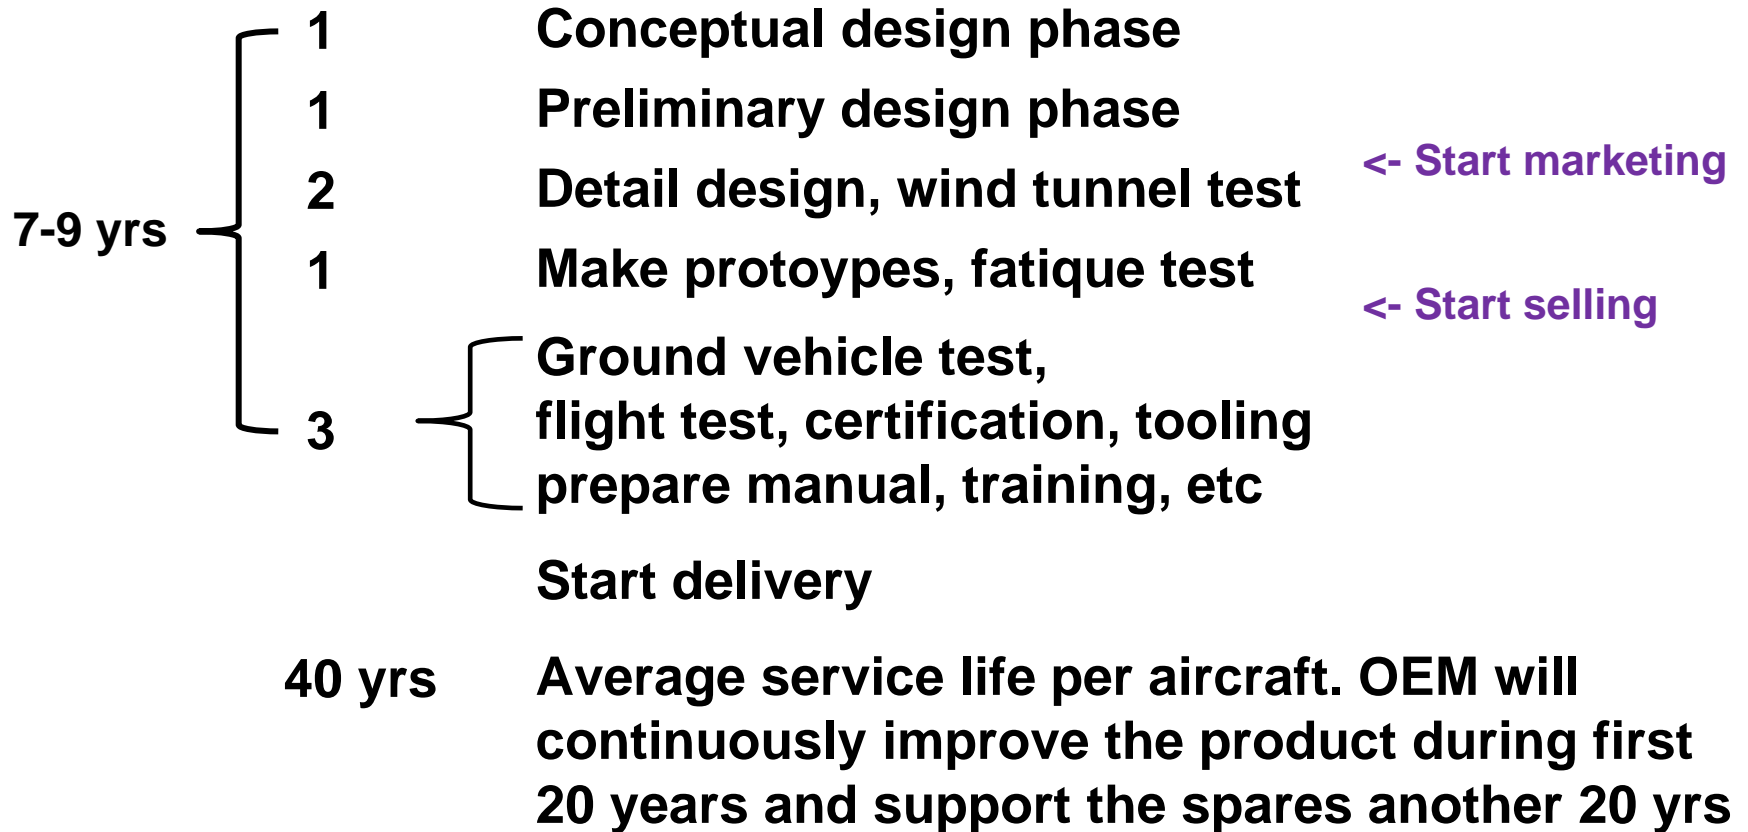 1 Conceptual design phase
1 Preliminary design phase
<- Start marketing
2 Detail design, wind tunnel test
7-9 yrs
1 Make protoypes, fatique test
<- Start selling
Ground vehicle test,
3 flight test, certification, tooling
prepare manual, training, etc
Start delivery
40 yrs Average service life per aircraft. OEM will
continuously improve the product during first
20 years and support the spares another 20 yrs